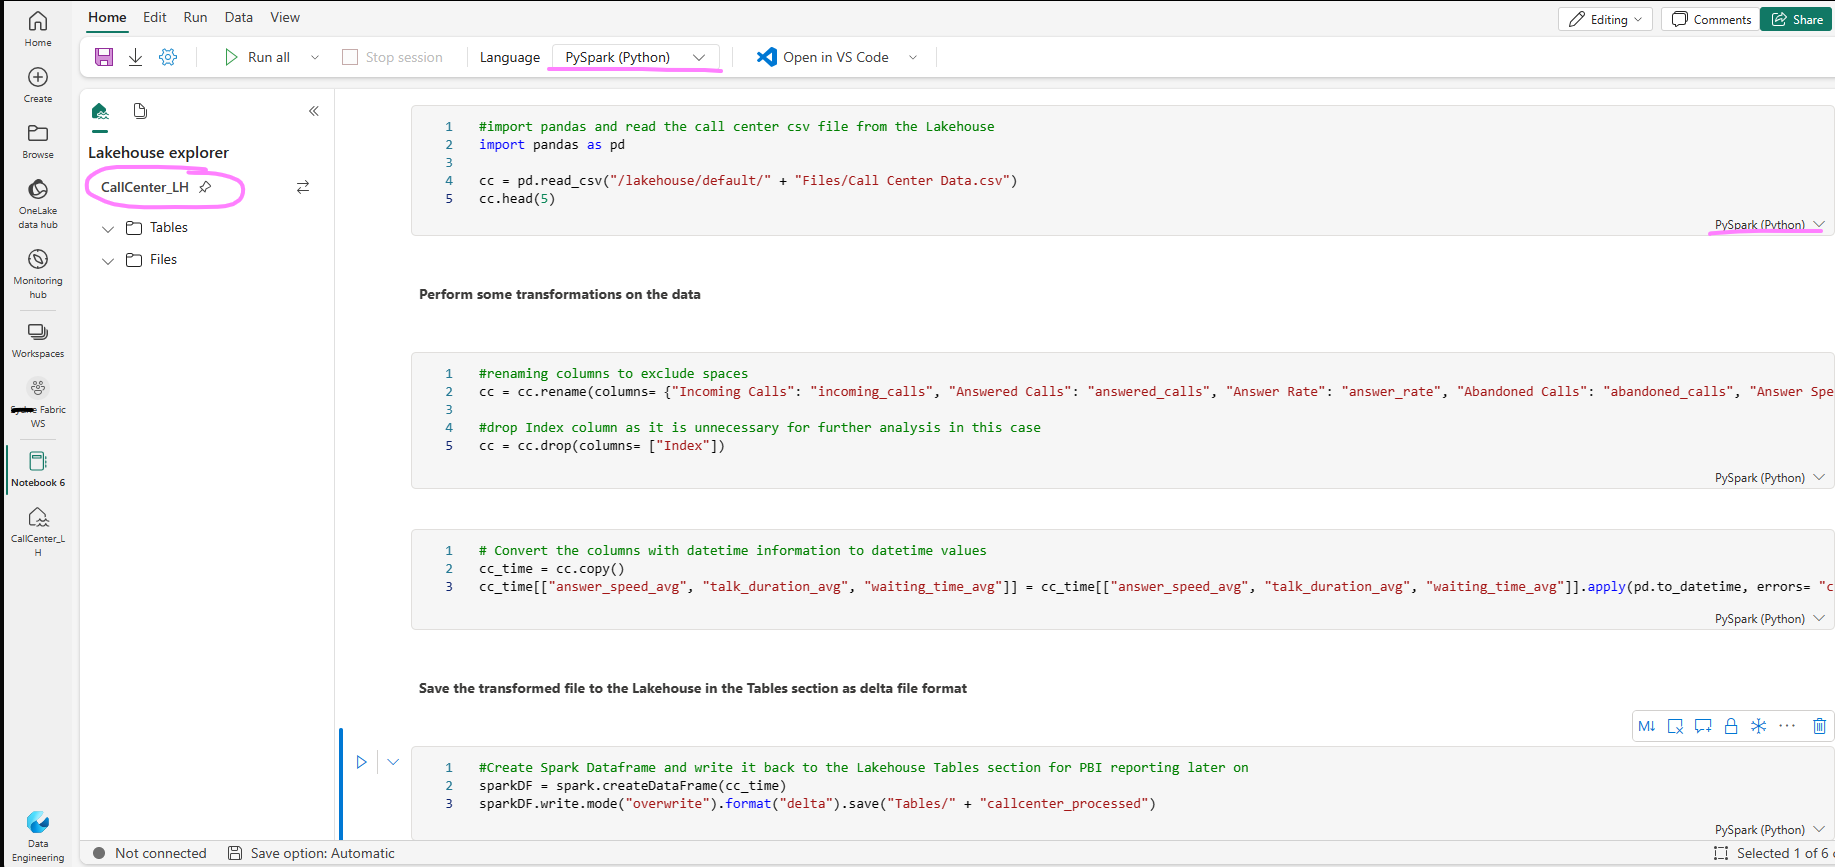 Home Edit Run Data View
Editing
Comments
Share
Run all
Stop session
Language
PySpark (Python)
Open in VS Code
Home
Create
Browse
OneLake
data hub
Monitoring
hub
Workspaces
Fabric
WS
Notebook 6
CallCenter_L
H
Data
Engineering
Lakehouse explorer
CallCenter_LH
Tables
Files
1 #import pandas and read the call center csv file from the Lakehouse
2 import pandas as pd
3
4 cc = pd.read_csv("/lakehouse/default/" + "Files/Call Center Data.csv")
5 cc.head(5)
PySpark (Python)
Perform some transformations on the data
1 #renaming columns to exclude spaces
2 cc = cc.rename(columns= {"Incoming Calls": "incoming_calls", "Answered Calls": "answered_calls", "Answer Rate": "answer_rate", "Abandoned Calls": "abandoned_calls", "Answer Spe
3
4 #drop Index column as it is unnecessary for further analysis in this case
5 cc = cc.drop(columns= ["Index"])
PySpark (Python)
1 # Convert the columns with datetime information to datetime values
2 cc_time = cc.copy()
3 cc_time[["answer_speed_avg", "talk_duration_avg", "waiting_time_avg"]] = cc_time[["answer_speed_avg", "talk_duration_avg", "waiting_time_avg"]].apply(pd.to_datetime, errors= "c
PySpark (Python)
Save the transformed file to the Lakehouse in the Tables section as delta file format
M↓
1 #Create Spark Dataframe and write it back to the Lakehouse Tables section for PBI reporting later on
2 sparkDF = spark.createDataFrame(cc_time)
3 sparkDF.write.mode("overwrite").format("delta").save("Tables/" + "callcenter_processed")
PySpark (Python)
Not connected
Save option: Automatic
Selected 1 of 6